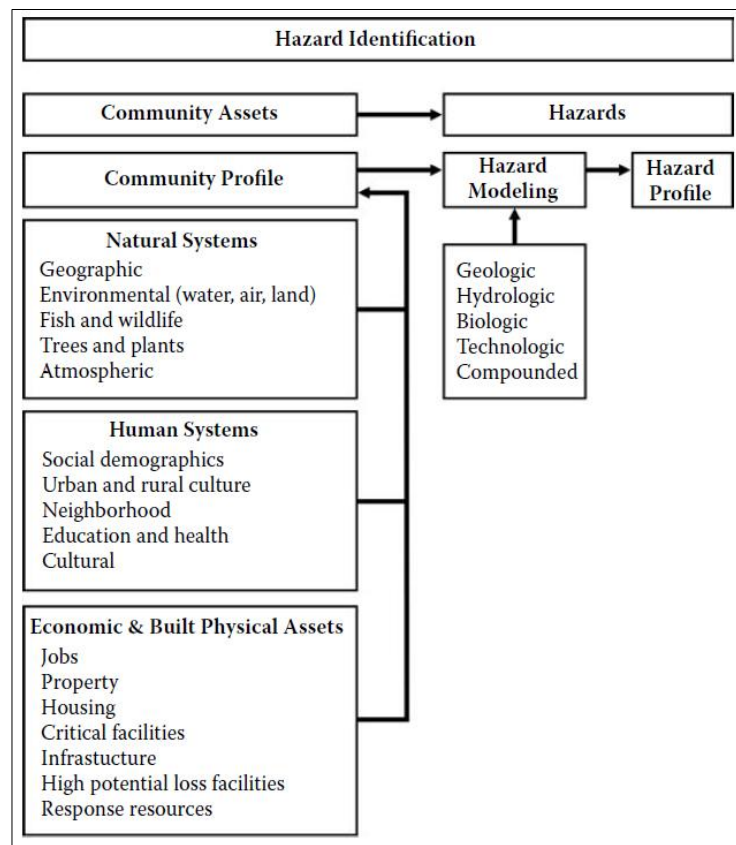 Hazard Identification
Community Assets
Hazards
Community Profile
Hazard
Modeling
Hazard
Profile
Natural Systems
Geographic
Environmental (water, air, land)
Fish and wildlife
Trees and plants
Atmospheric
Geologic
Hydrologic
Biologic
Technologic
Compounded
Human Systems
Social demographics
Urban and rural culture
Neighborhood
Education and health
Cultural
Economic & Built Physical Assets
Jobs
Property
Housing
Critical facilities
Infrastucture
High potential loss facilities
Response resources